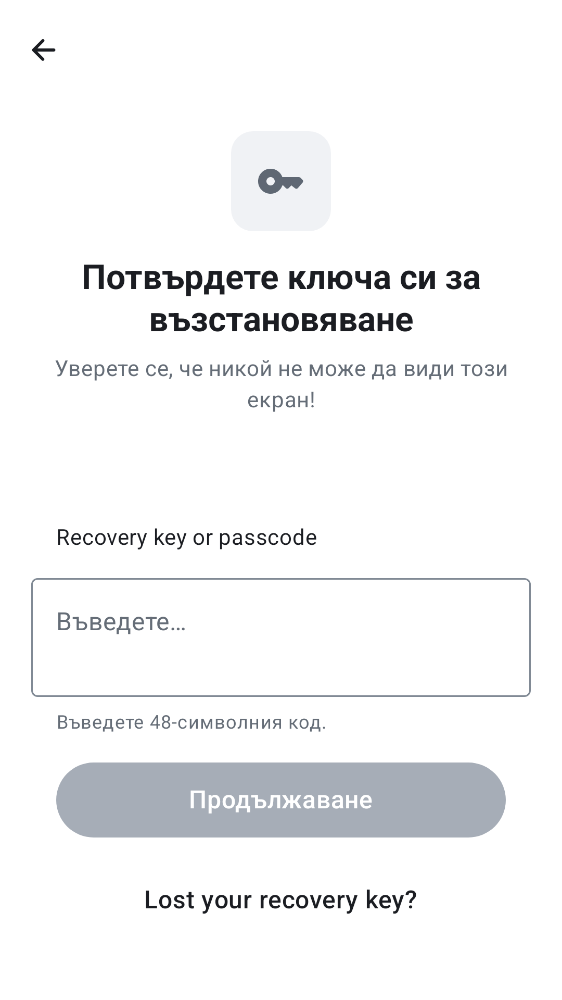 Потвърдете ключа си за
възстановяване
Уверете се, че никой не може да види този
екран!
Recovery key or passcode
Въведете…
Въведете 48-символния код.
Продължаване
Lost your recovery key?